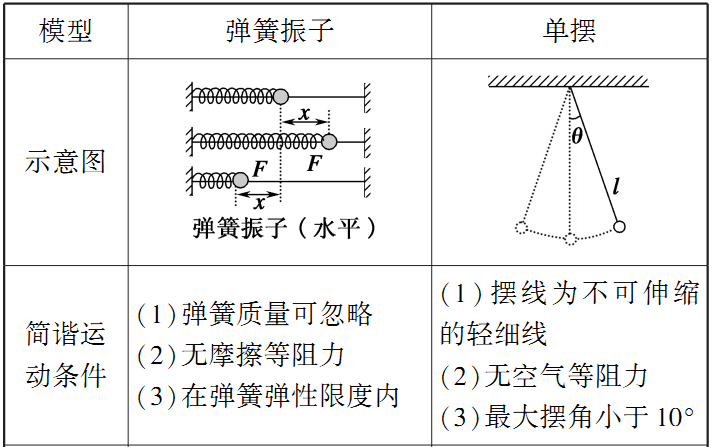 模型
弹簧振子
单摆
示意图
x
F
F
x
弹簧振子(水平)
θ
l
简谐运
动条件
(1)弹簧质量可忽略
(2)无摩擦等阻力
(3)在弹簧弹性限度内
(1)摆线为不可伸缩
的轻细线
(2)无空气等阻力
(3)最大摆角小于10°